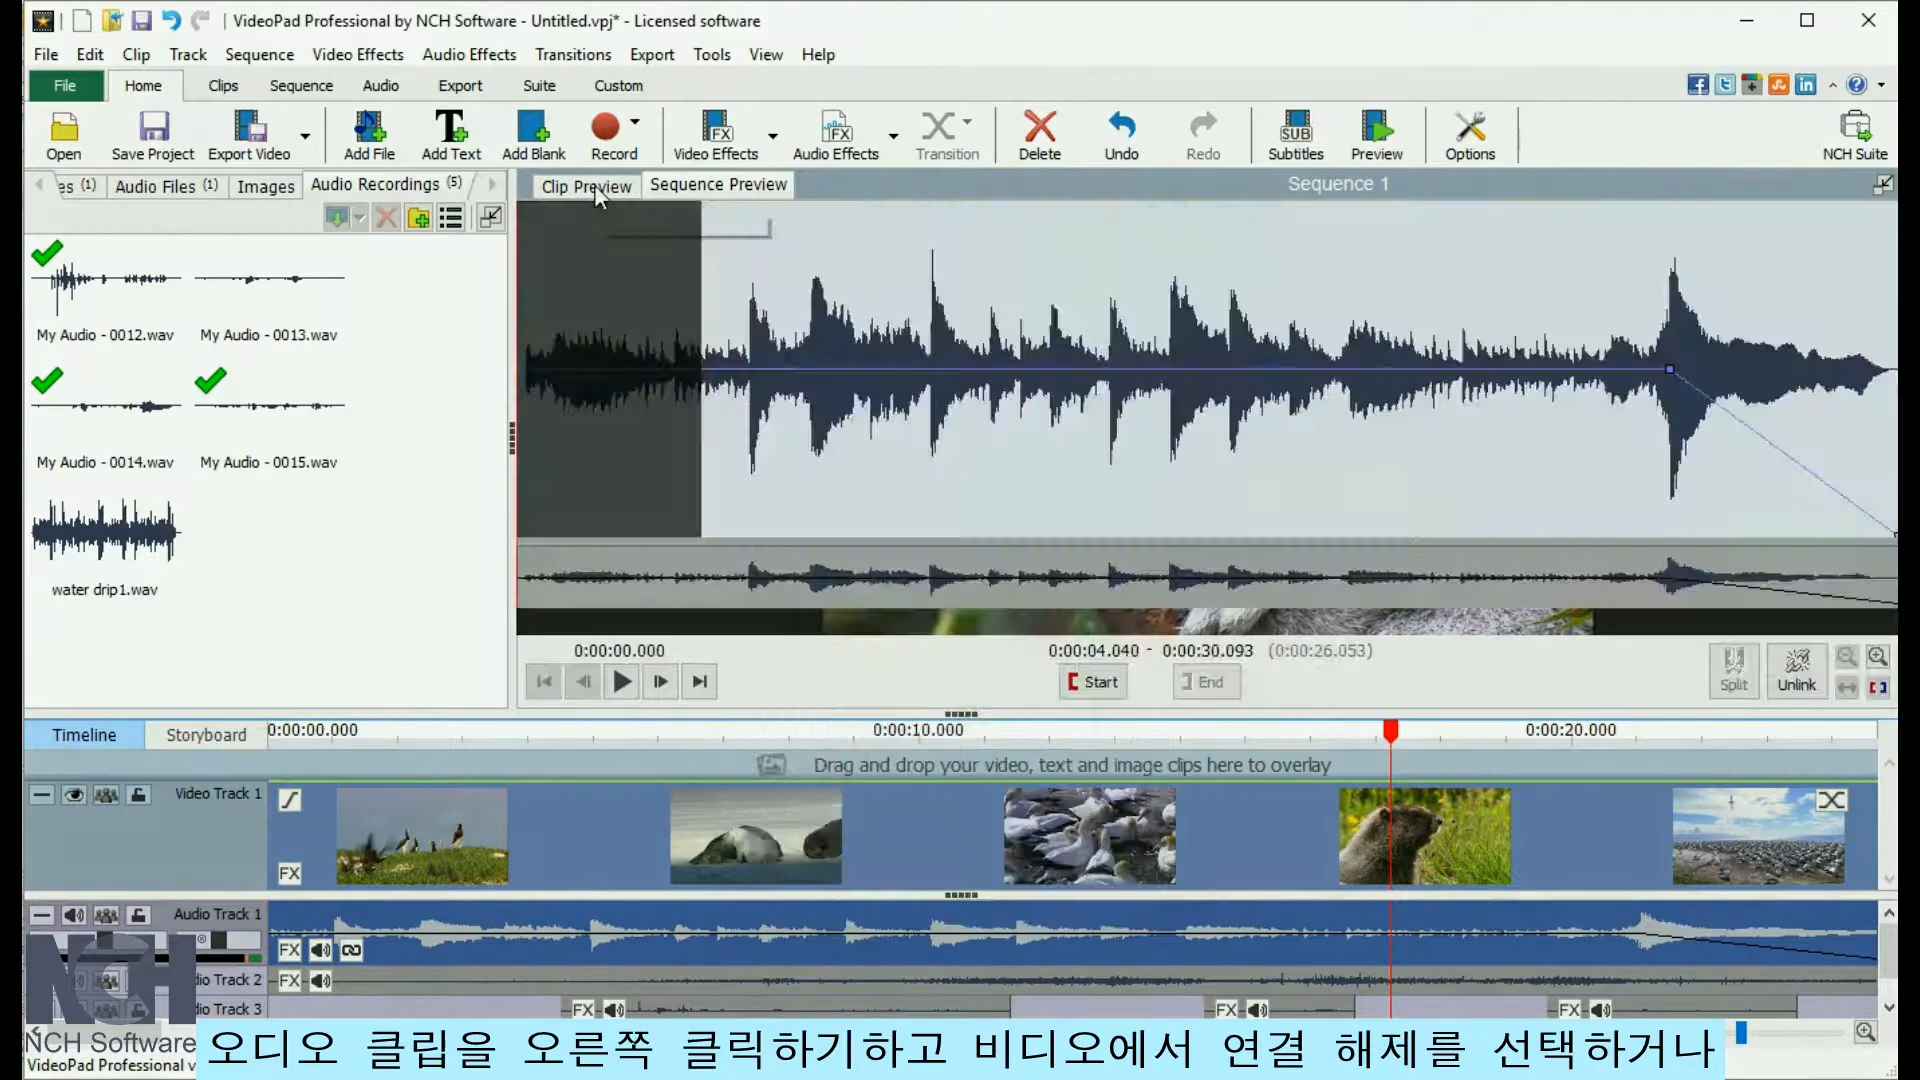 VideoPad Professional by NCH Software - Untitled.vpj* - Licensed software
File Edit Clip Track Sequence Video Effects Audio Effects Transitions Export Tools View Help
File Home Clips Sequence Audio Export Suite Custom
Open Save Project Export Video Add File Add Text Add Blank Record Video Effects Audio Effects Transition Delete Undo Redo Subtitles Preview Options NCH Suite
es (1) Audio Files (1) Images Audio Recordings (5)
Clip Preview Sequence Preview Sequence 1
My Audio - 0012.wav My Audio - 0013.wav
My Audio - 0014.wav My Audio - 0015.wav
water drip1.wav
0:00:00.000 0:00:04.040 - 0:00:30.093 (0:00:26.053)
Start End Split Unlink
Timeline Storyboard 0:00:00.000 0:00:10.000 0:00:20.000
Drag and drop your video, text and image clips here to overlay
Video Track 1
FX
Audio Track 1
FX
dio Track 2 FX
dio Track 3 FX FX FX
NCH
NCH Software
VideoPad Professional v
오디오 클립을 오른쪽 클릭하기하고 비디오에서 연결 해제를 선택하거나